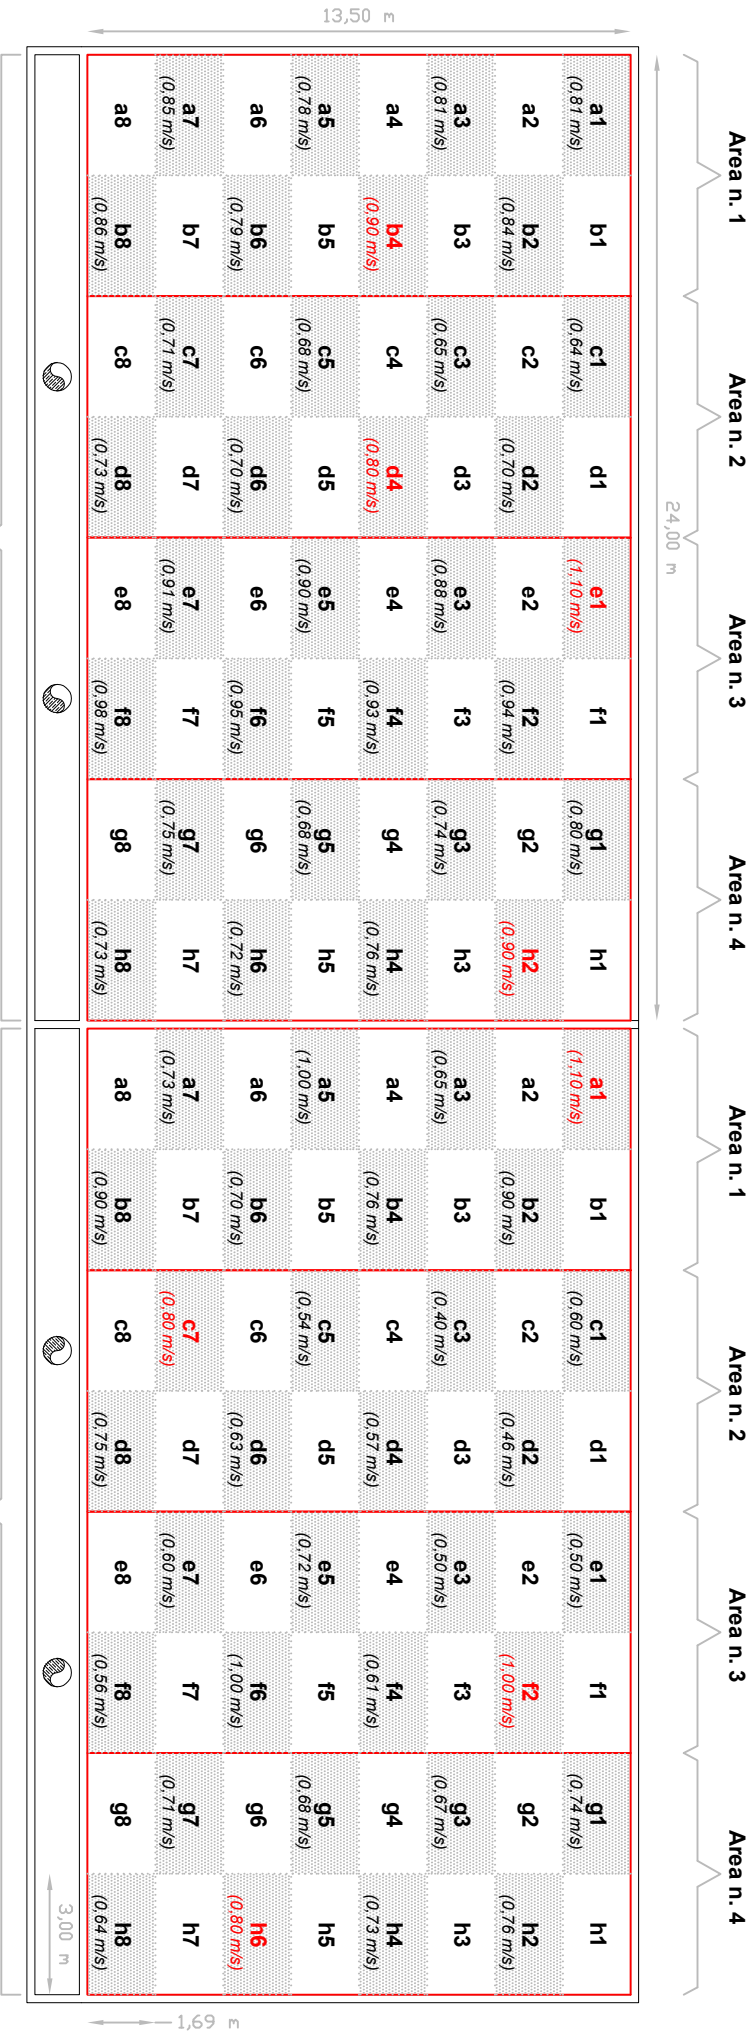 Area n. 1 Area n. 2 Area n. 3 Area n. 4 Area n. 1 Area n. 2 Area n. 3 Area n. 4
24,00 m
13,50 m
a1 b1 c1 d1 e1 f1 g1 h1 a1 b1 c1 d1 e1 f1 g1 h1
(0,81 m/s) (0,64 m/s) (1,10 m/s) (0,80 m/s) (1,10 m/s) (0,60 m/s) (0,50 m/s) (0,74 m/s)
a2 b2 c2 d2 e2 f2 g2 h2 a2 b2 c2 d2 e2 f2 g2 h2
(0,84 m/s) (0,70 m/s) (0,94 m/s) (0,90 m/s) (0,90 m/s) (0,46 m/s) (1,00 m/s) (0,76 m/s)
a3 b3 c3 d3 e3 f3 g3 h3 a3 b3 c3 d3 e3 f3 g3 h3
(0,81 m/s) (0,65 m/s) (0,88 m/s) (0,74 m/s) (0,65 m/s) (0,40 m/s) (0,50 m/s) (0,67 m/s)
a4 b4 c4 d4 e4 f4 g4 h4 a4 b4 c4 d4 e4 f4 g4 h4
(0,90 m/s) (0,80 m/s) (0,93 m/s) (0,76 m/s) (0,76 m/s) (0,57 m/s) (0,61 m/s) (0,73 m/s)
a5 b5 c5 d5 e5 f5 g5 h5 a5 b5 c5 d5 e5 f5 g5 h5
(0,78 m/s) (0,68 m/s) (0,90 m/s) (0,68 m/s) (1,00 m/s) (0,54 m/s) (0,72 m/s) (0,68 m/s)
a6 b6 c6 d6 e6 f6 g6 h6 a6 b6 c6 d6 e6 f6 g6 h6
(0,79 m/s) (0,70 m/s) (0,95 m/s) (0,72 m/s) (0,70 m/s) (0,63 m/s) (1,00 m/s) (0,80 m/s)
a7 b7 c7 d7 e7 f7 g7 h7 a7 b7 c7 d7 e7 f7 g7 h7
(0,85 m/s) (0,71 m/s) (0,91 m/s) (0,75 m/s) (0,73 m/s) (0,80 m/s) (0,60 m/s) (0,71 m/s)
a8 b8 c8 d8 e8 f8 g8 h8 a8 b8 c8 d8 e8 f8 g8 h8
(0,86 m/s) (0,73 m/s) (0,98 m/s) (0,73 m/s) (0,90 m/s) (0,75 m/s) (0,56 m/s) (0,64 m/s)
1,69 m
3,00 m